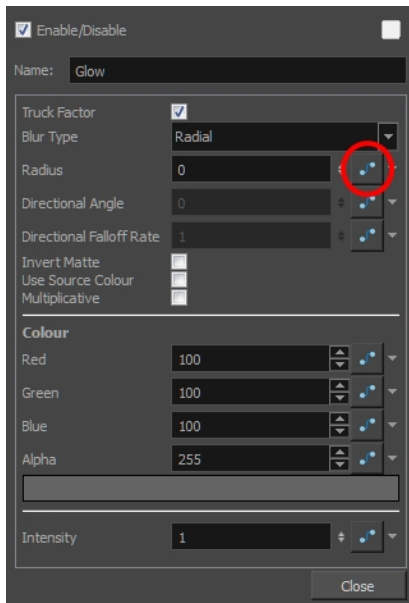 Enable/Disable
Name: Glow
Truck Factor
Blur Type Radial
Radius 0
Directional Angle 0
Directional Falloff Rate 1
Invert Matte
Use Source Colour
Multiplicative
Colour
Red 100
Green 100
Blue 100
Alpha 255
Intensity 1
Close